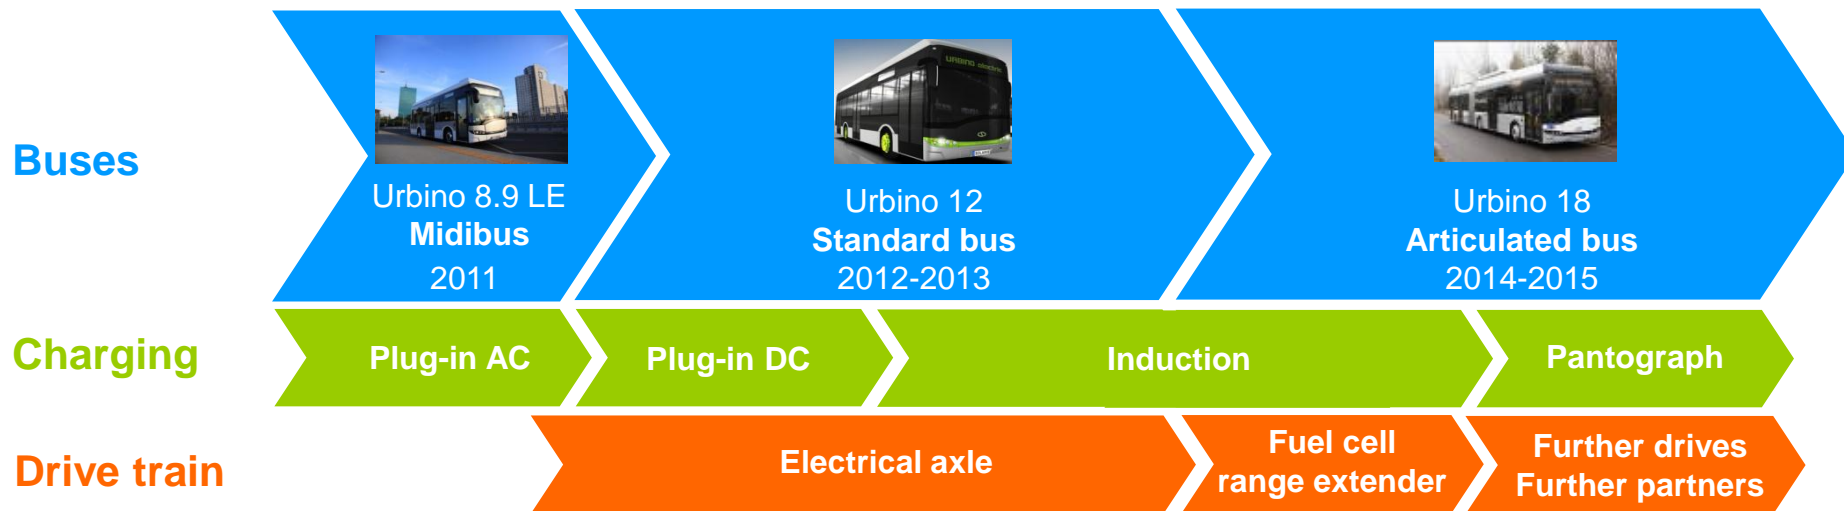 Buses
Urbino 8.9 LE
Midibus
2011
URBINO electric
Urbino 12
Standard bus
2012-2013
Urbino 18
Articulated bus
2014-2015
Charging
Plug-in AC
Plug-in DC
Induction
Pantograph
Drive train
Electrical axle
Fuel cell
range extender
Further drives
Further partners